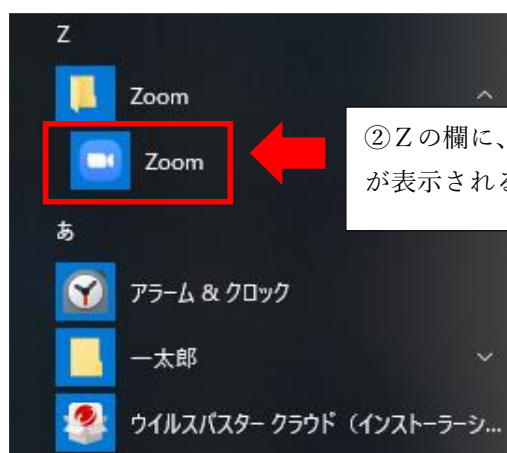 Z
Zoom
Zoom
②Zの欄に、
が表示される
あ
アラーム & クロック
一太郎
ウイルスバスター クラウド（インストーラーシ...